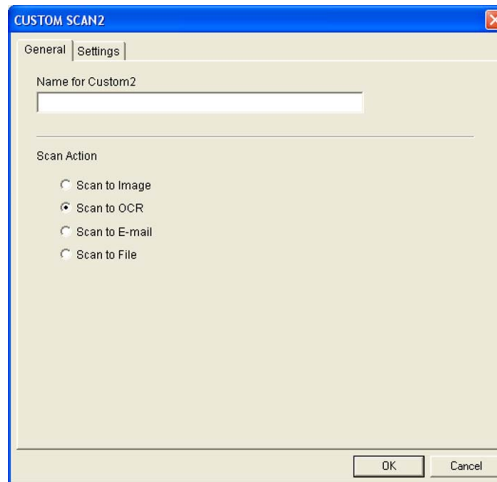 CUSTOM SCAN2
General Settings
Name for Custom2
Scan Action
Scan to Image
Scan to OCR
Scan to E-mail
Scan to File
OK Cancel